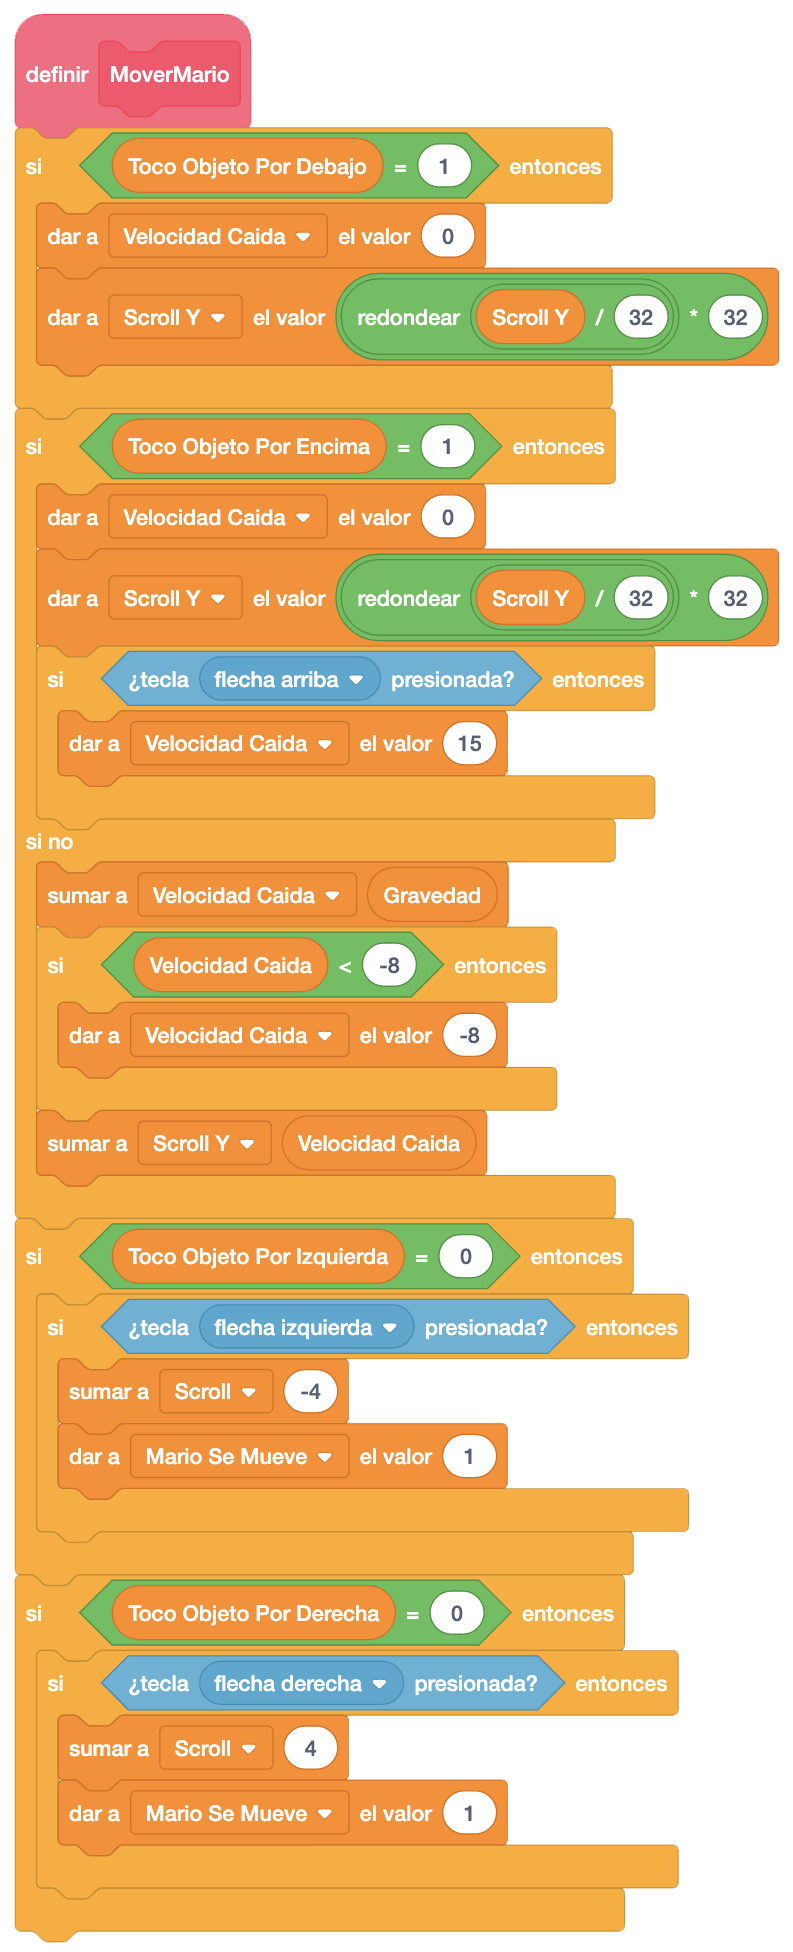 definir MoverMario
si Toco Objeto Por Debajo = 1 entonces
dar a Velocidad Caida el valor 0
dar a Scroll Y el valor redondear Scroll Y / 32 * 32
si Toco Objeto Por Encima = 1 entonces
dar a Velocidad Caida el valor 0
dar a Scroll Y el valor redondear Scroll Y / 32 * 32
si ¿tecla flecha arriba presionada? entonces
dar a Velocidad Caida el valor 15
si no
sumar a Velocidad Caida Gravedad
si Velocidad Caida < -8 entonces
dar a Velocidad Caida el valor -8
sumar a Scroll Y Velocidad Caida
si Toco Objeto Por Izquierda = 0 entonces
si ¿tecla flecha izquierda presionada? entonces
sumar a Scroll -4
dar a Mario Se Mueve el valor 1
si Toco Objeto Por Derecha = 0 entonces
si ¿tecla flecha derecha presionada? entonces
sumar a Scroll 4
dar a Mario Se Mueve el valor 1